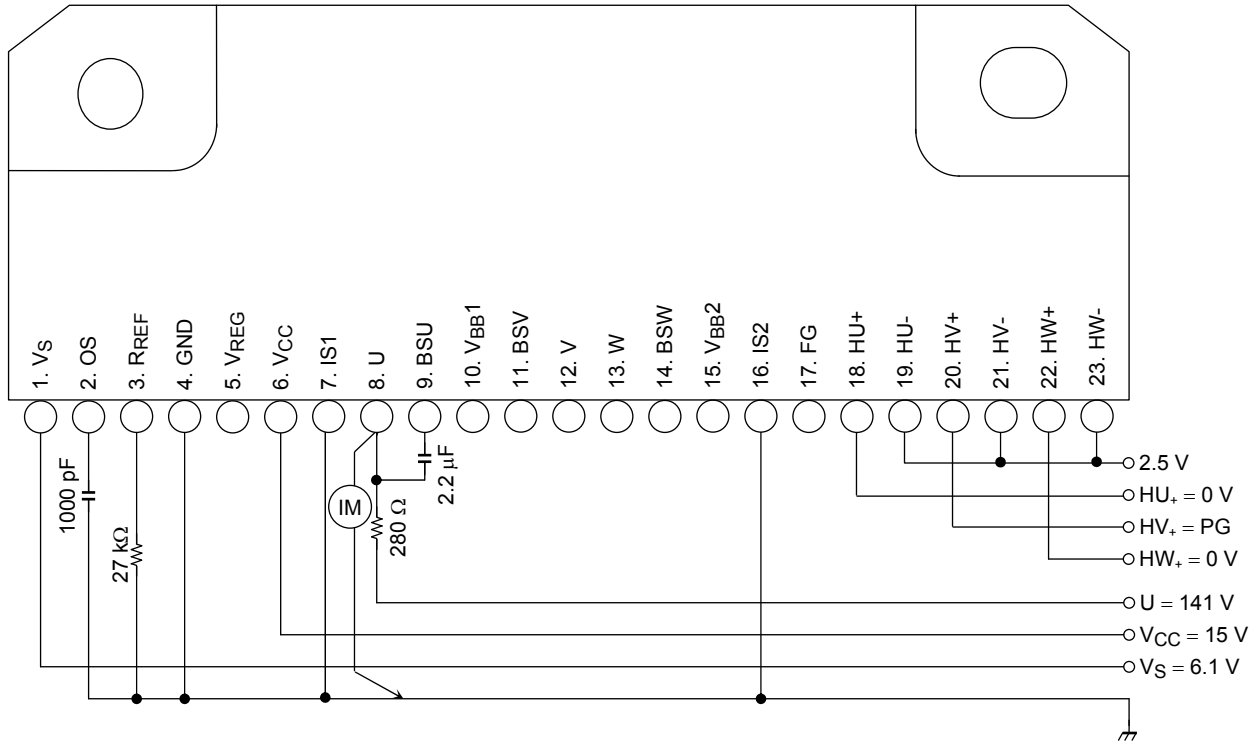 1. VS
2. OS
3. RREF
4. GND
5. VREG
6. VCC
7. IS1
8. U
9. BSU
10. VBB1
11. BSV
12. V
13. W
14. BSW
15. VBB2
16. IS2
17. FG
18. HU+
19. HU-
20. HV+
21. HV-
22. HW+
23. HW-
1000 pF
27 kΩ
IM
280 Ω
2.2 μF
2.5 V
HU+ = 0 V
HV+ = PG
HW+ = 0 V
U = 141 V
VCC = 15 V
VS = 6.1 V